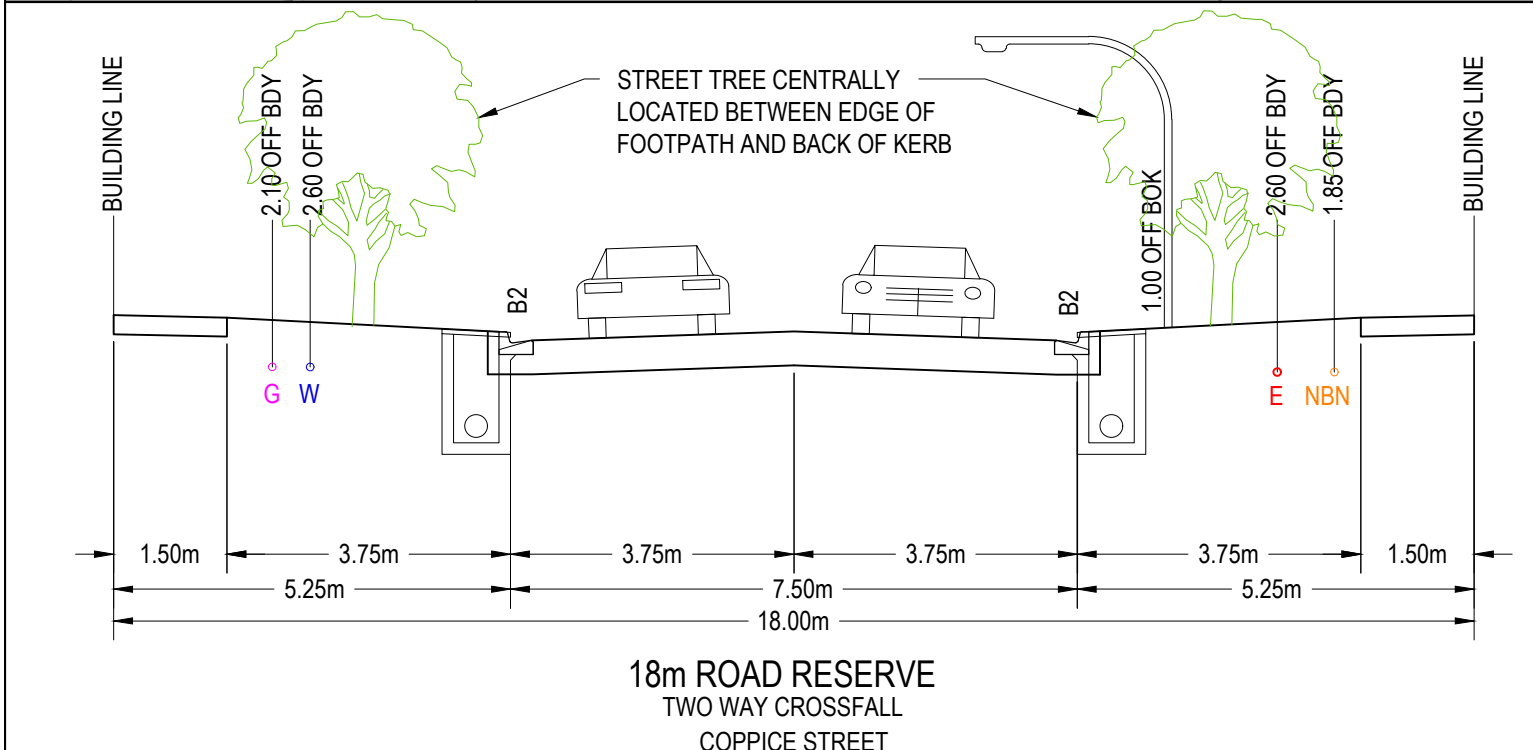 BUILDING LINE
2.10 OFF BDY
2.60 OFF BDY
STREET TREE CENTRALLY
LOCATED BETWEEN EDGE OF
FOOTPATH AND BACK OF KERB
1.00 OFF BOK
2.60 OFF BDY
1.85 OFF BDY
BUILDING LINE
B2
B2
G
W
E
NBN
1.50m
3.75m
3.75m
3.75m
3.75m
1.50m
5.25m
7.50m
5.25m
18.00m
18m ROAD RESERVE
TWO WAY CROSSFALL
COPPICE STREET